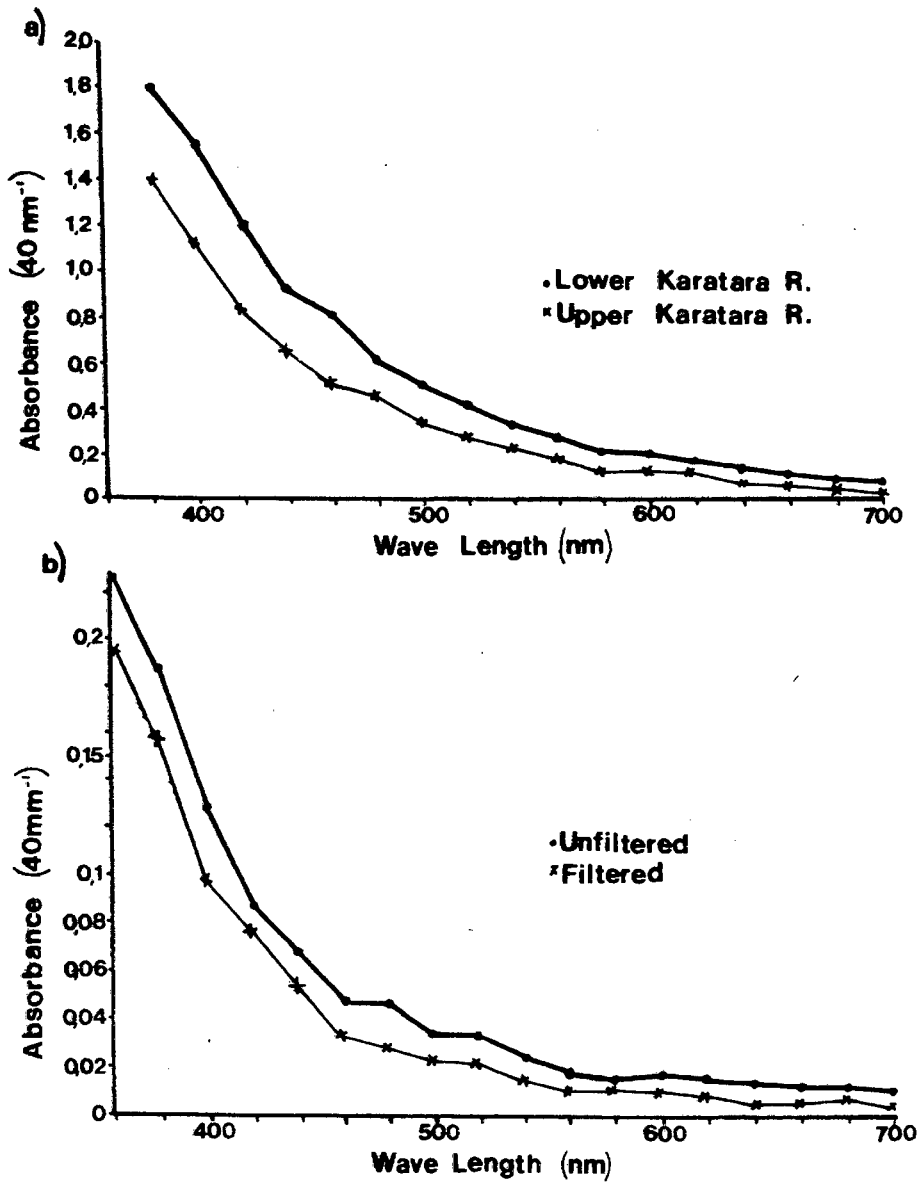 a)
2,0
1,8
1,6
1,4
1,2
1,0
0,8
0,6
0,4
0,2
0
Absorbance (40 nm⁻¹)
• Lower Karatara R.
× Upper Karatara R.
400 500 600 700
Wave Length (nm)
b)
0,2
0,15
0,1
0,08
0,06
0,04
0,02
0
Absorbance (40mm⁻¹)
• Unfiltered
× Filtered
400 500 600 700
Wave Length (nm)